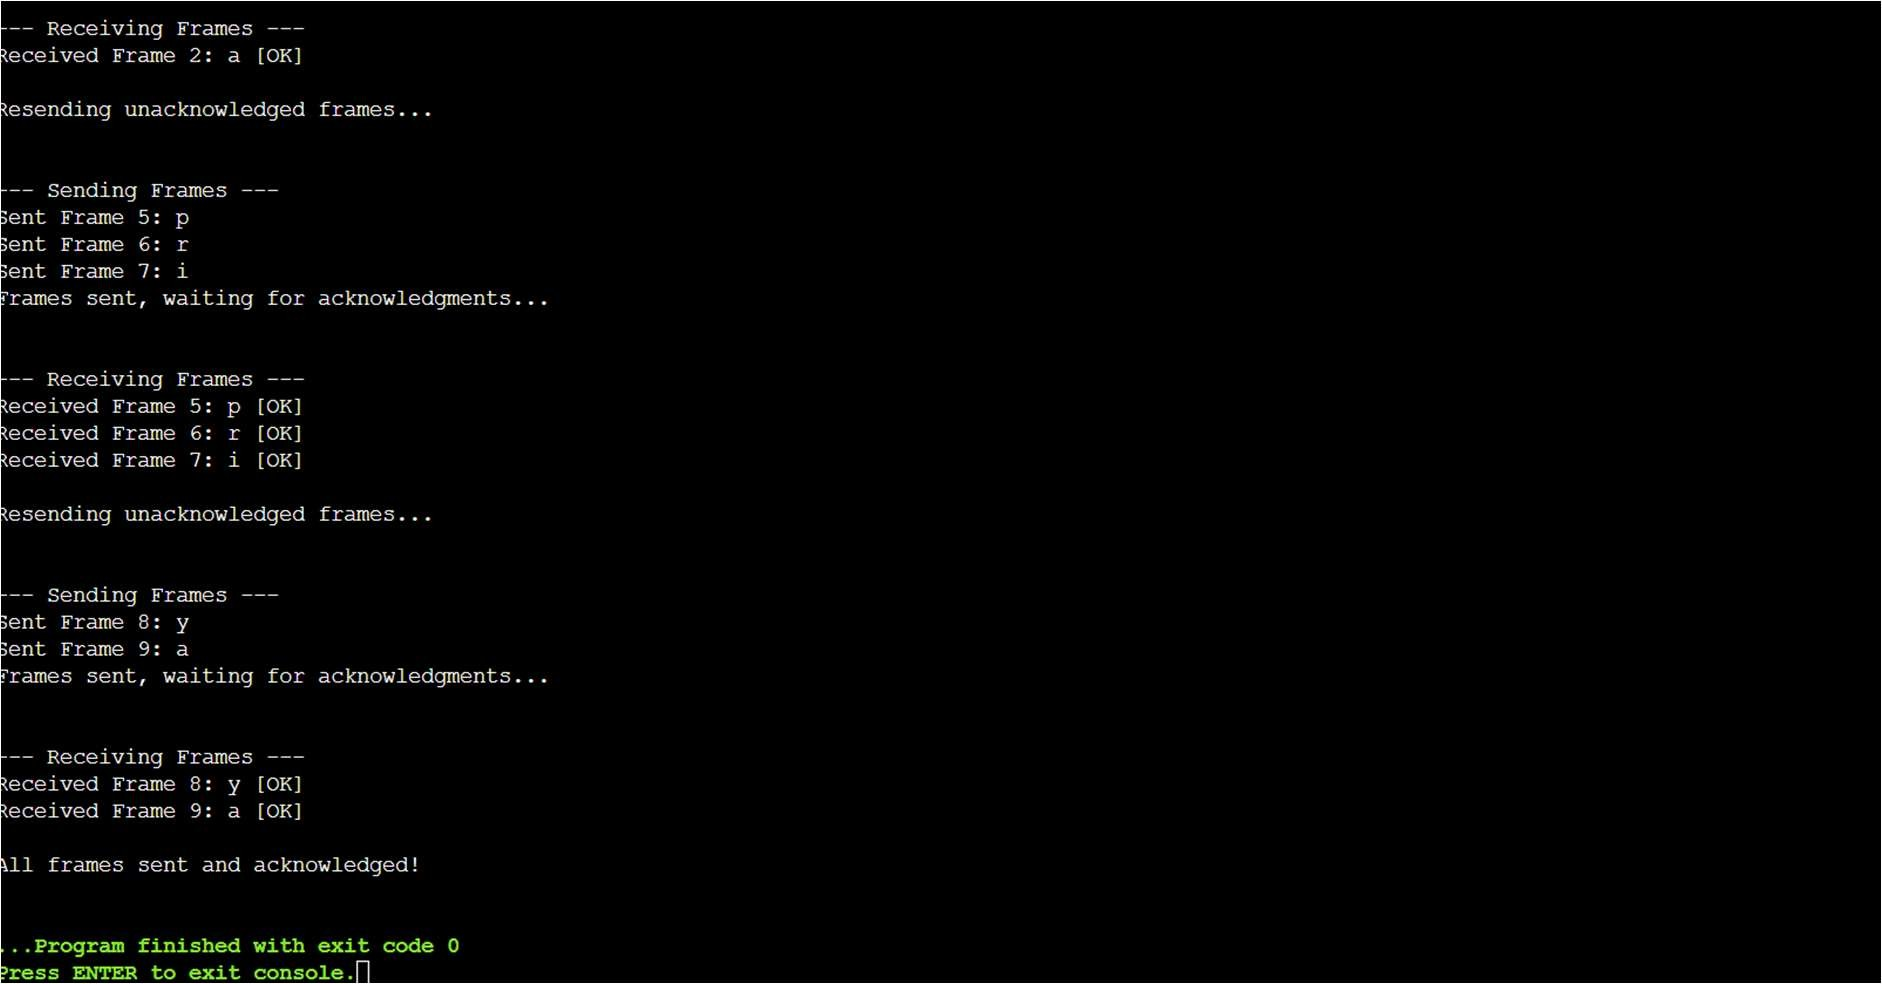 --- Receiving Frames ---
Received Frame 2: a [OK]
Resending unacknowledged frames...
--- Sending Frames ---
Sent Frame 5: p
Sent Frame 6: r
Sent Frame 7: i
Frames sent, waiting for acknowledgments...
--- Receiving Frames ---
Received Frame 5: p [OK]
Received Frame 6: r [OK]
Received Frame 7: i [OK]
Resending unacknowledged frames...
--- Sending Frames ---
Sent Frame 8: y
Sent Frame 9: a
Frames sent, waiting for acknowledgments...
--- Receiving Frames ---
Received Frame 8: y [OK]
Received Frame 9: a [OK]
All frames sent and acknowledged!
...Program finished with exit code 0
Press ENTER to exit console.